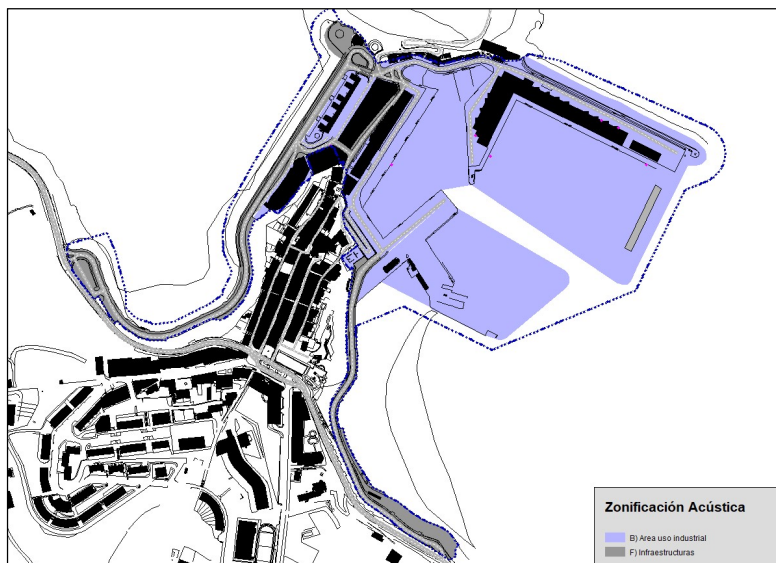 Zonificación Acústica
B) Area uso industrial
F) Infraestructuras